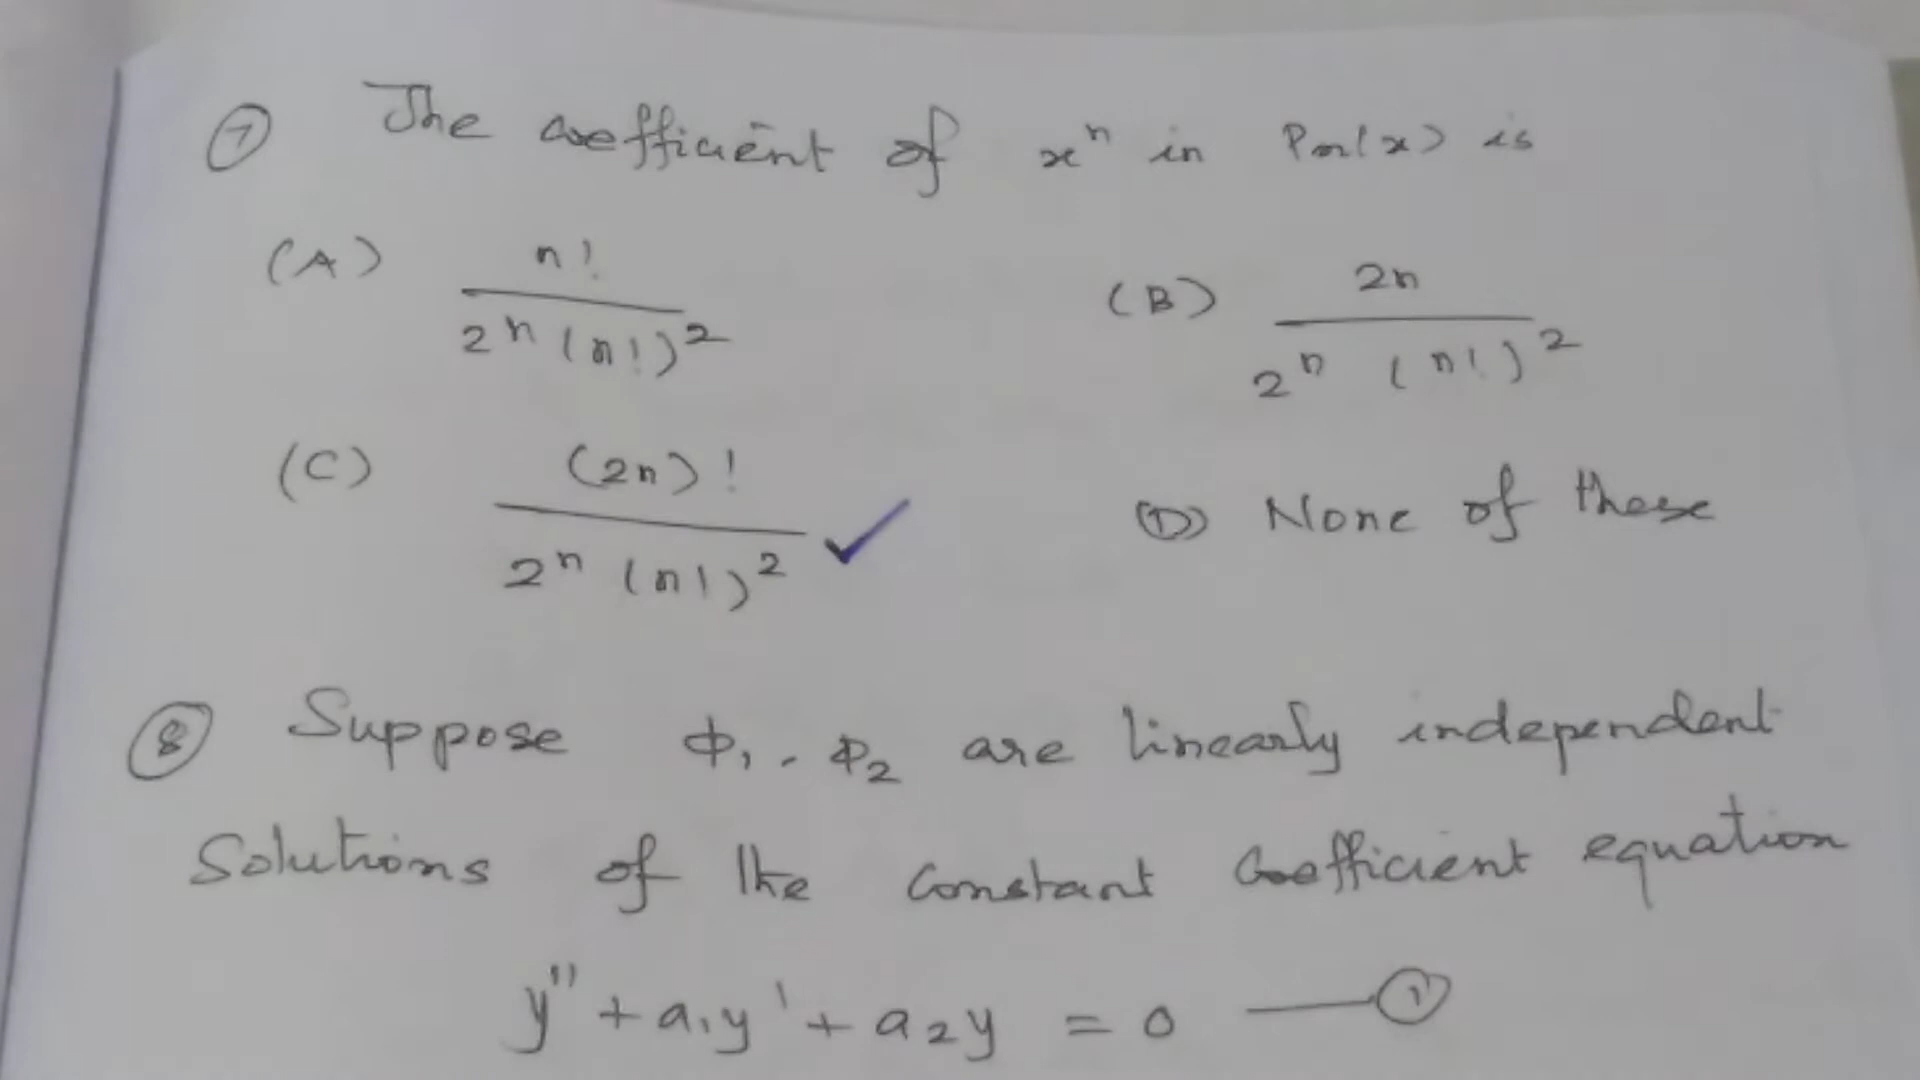 ⑦ The coefficient of xⁿ in Pn(x) is
(A) n! / 2ⁿ (n!)² (B) 2n / 2ⁿ (n!)²
(C) (2n)! / 2ⁿ (n!)² ✓ (D) None of these
⑧ Suppose Φ₁, Φ₂ are linearly independent
Solutions of the Constant Coefficient equation
y'' + a₁y' + a₂y = 0 — ①